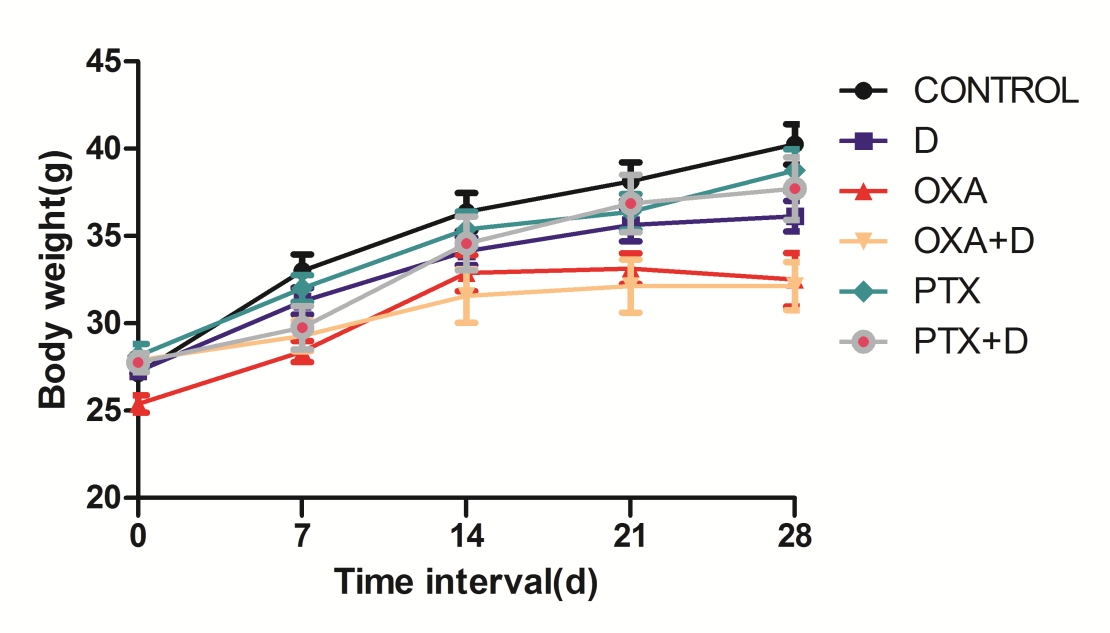 45
40
35
30
25
20
Body weight(g)
0 7 14 21 28
Time interval(d)
CONTROL
D
OXA
OXA+D
PTX
PTX+D